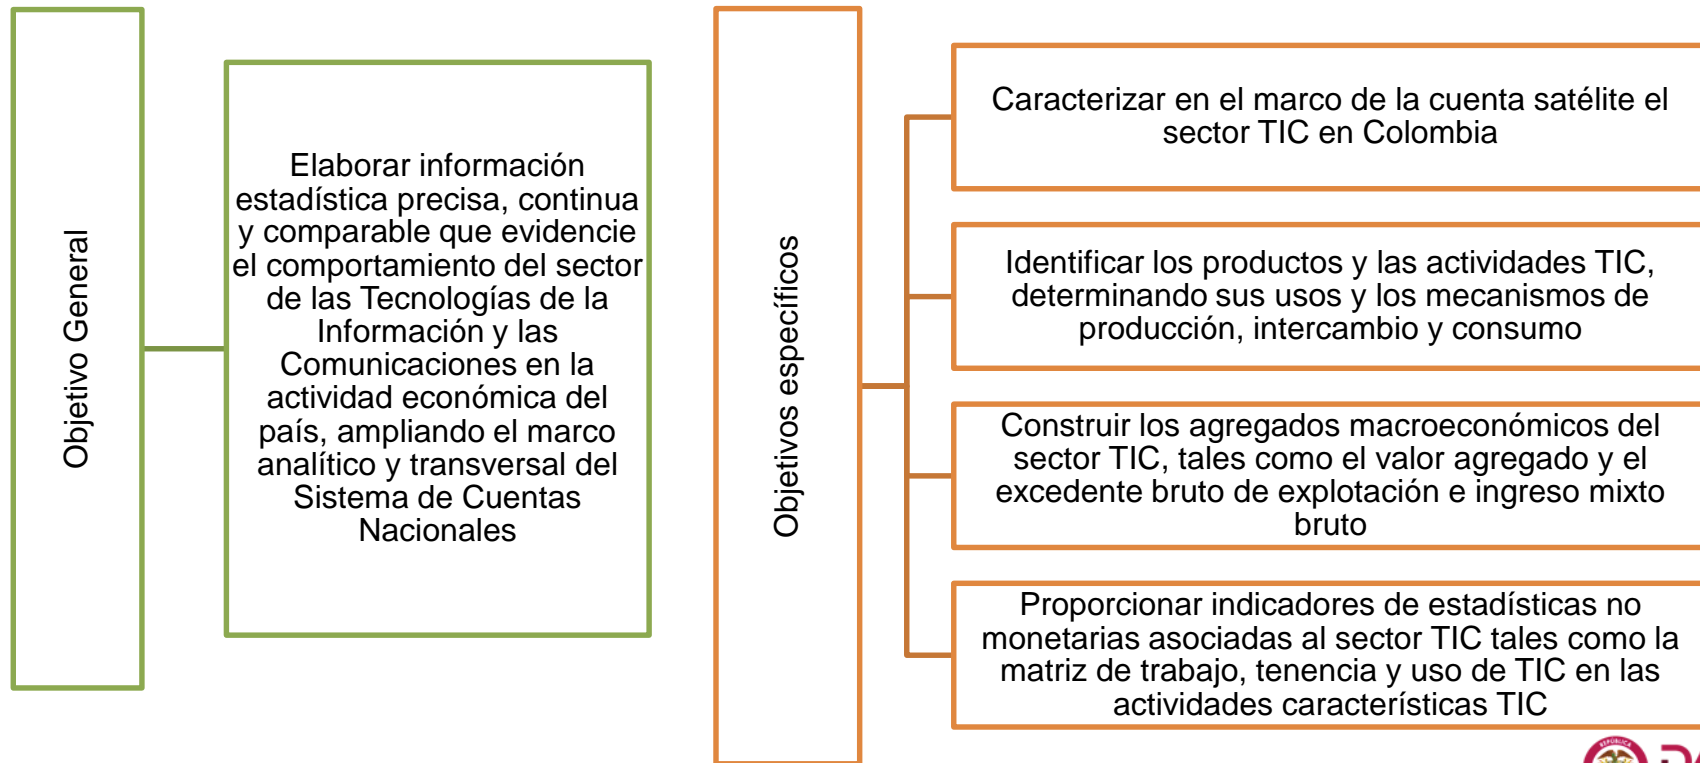 Objetivo General
Elaborar información
estadística precisa, continua
y comparable que evidencie
el comportamiento del sector
de las Tecnologías de la
Información y las
Comunicaciones en la
actividad económica del
país, ampliando el marco
analítico y transversal del
Sistema de Cuentas
Nacionales
Objetivos específicos
Caracterizar en el marco de la cuenta satélite el
sector TIC en Colombia
Identificar los productos y las actividades TIC,
determinando sus usos y los mecanismos de
producción, intercambio y consumo
Construir los agregados macroeconómicos del
sector TIC, tales como el valor agregado y el
excedente bruto de explotación e ingreso mixto
bruto
Proporcionar indicadores de estadísticas no
monetarias asociadas al sector TIC tales como la
matriz de trabajo, tenencia y uso de TIC en las
actividades características TIC